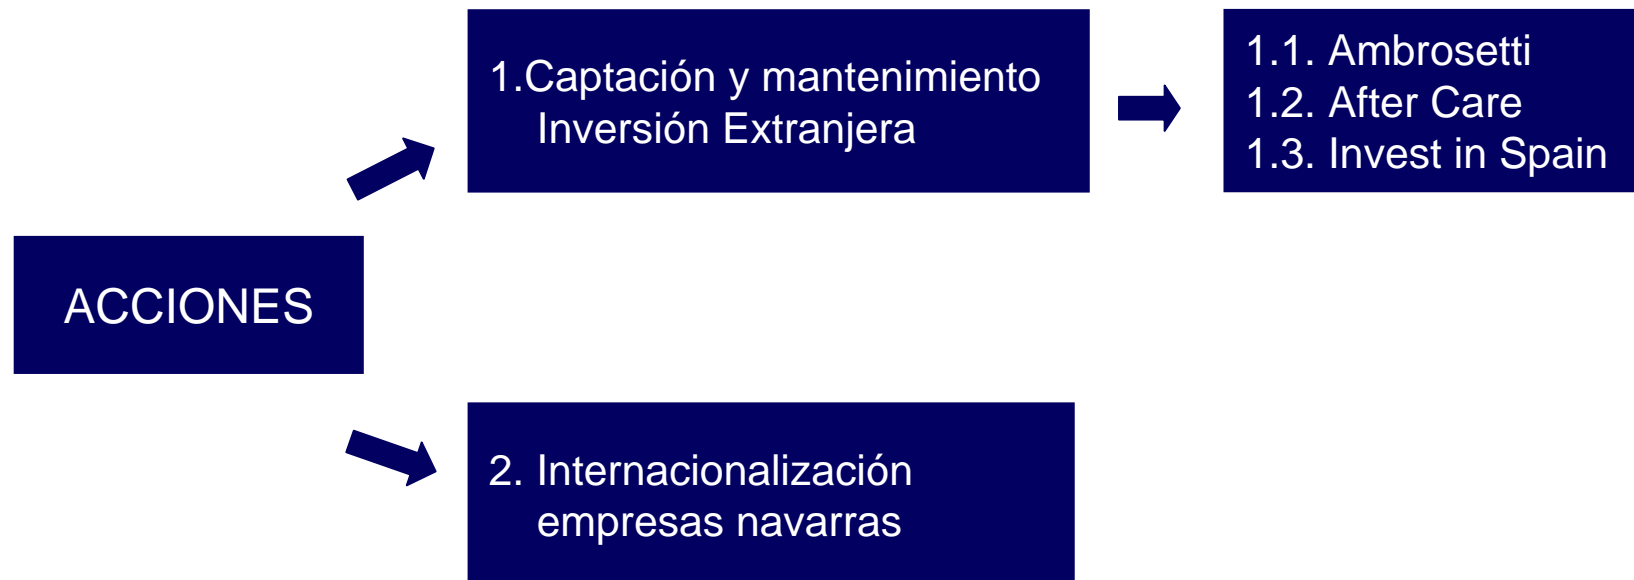 1.Captación y mantenimiento
Inversión Extranjera
1.1. Ambrosetti
1.2. After Care
1.3. Invest in Spain
ACCIONES
2. Internacionalización
empresas navarras